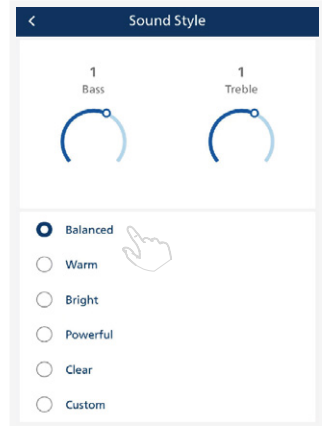 Sound Style
1 1
Bass Treble
Balanced
Warm
Bright
Powerful
Clear
Custom